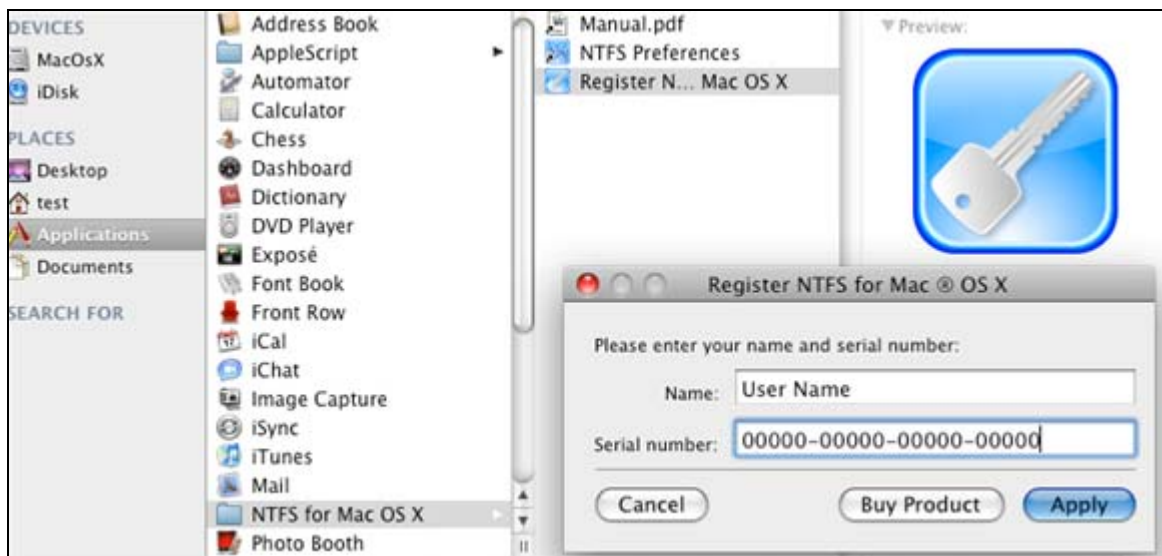 DEVICES
MacOsX
iDisk
PLACES
Desktop
test
Applications
Documents
SEARCH FOR
Address Book
AppleScript
Automator
Calculator
Chess
Dashboard
Dictionary
DVD Player
Exposé
Font Book
Front Row
iCal
iChat
Image Capture
iSync
iTunes
Mail
NTFS for Mac OS X
Photo Booth
Manual.pdf
NTFS Preferences
Register N... Mac OS X
Preview:
Register NTFS for Mac ® OS X
Please enter your name and serial number:
Name: User Name
Serial number: 00000-00000-00000-00000
Cancel Buy Product Apply